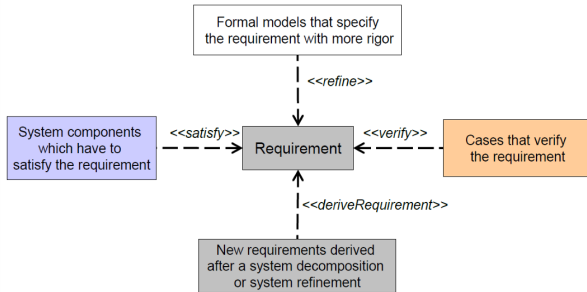 Formal models that specify
the requirement with more rigor
<<refine>>
System components
which have to
satisfy the requirement
<<satisfy>>
Requirement
<<verify>>
Cases that verify
the requirement
<<deriveRequirement>>
New requirements derived
after a system decomposition
or system refinement